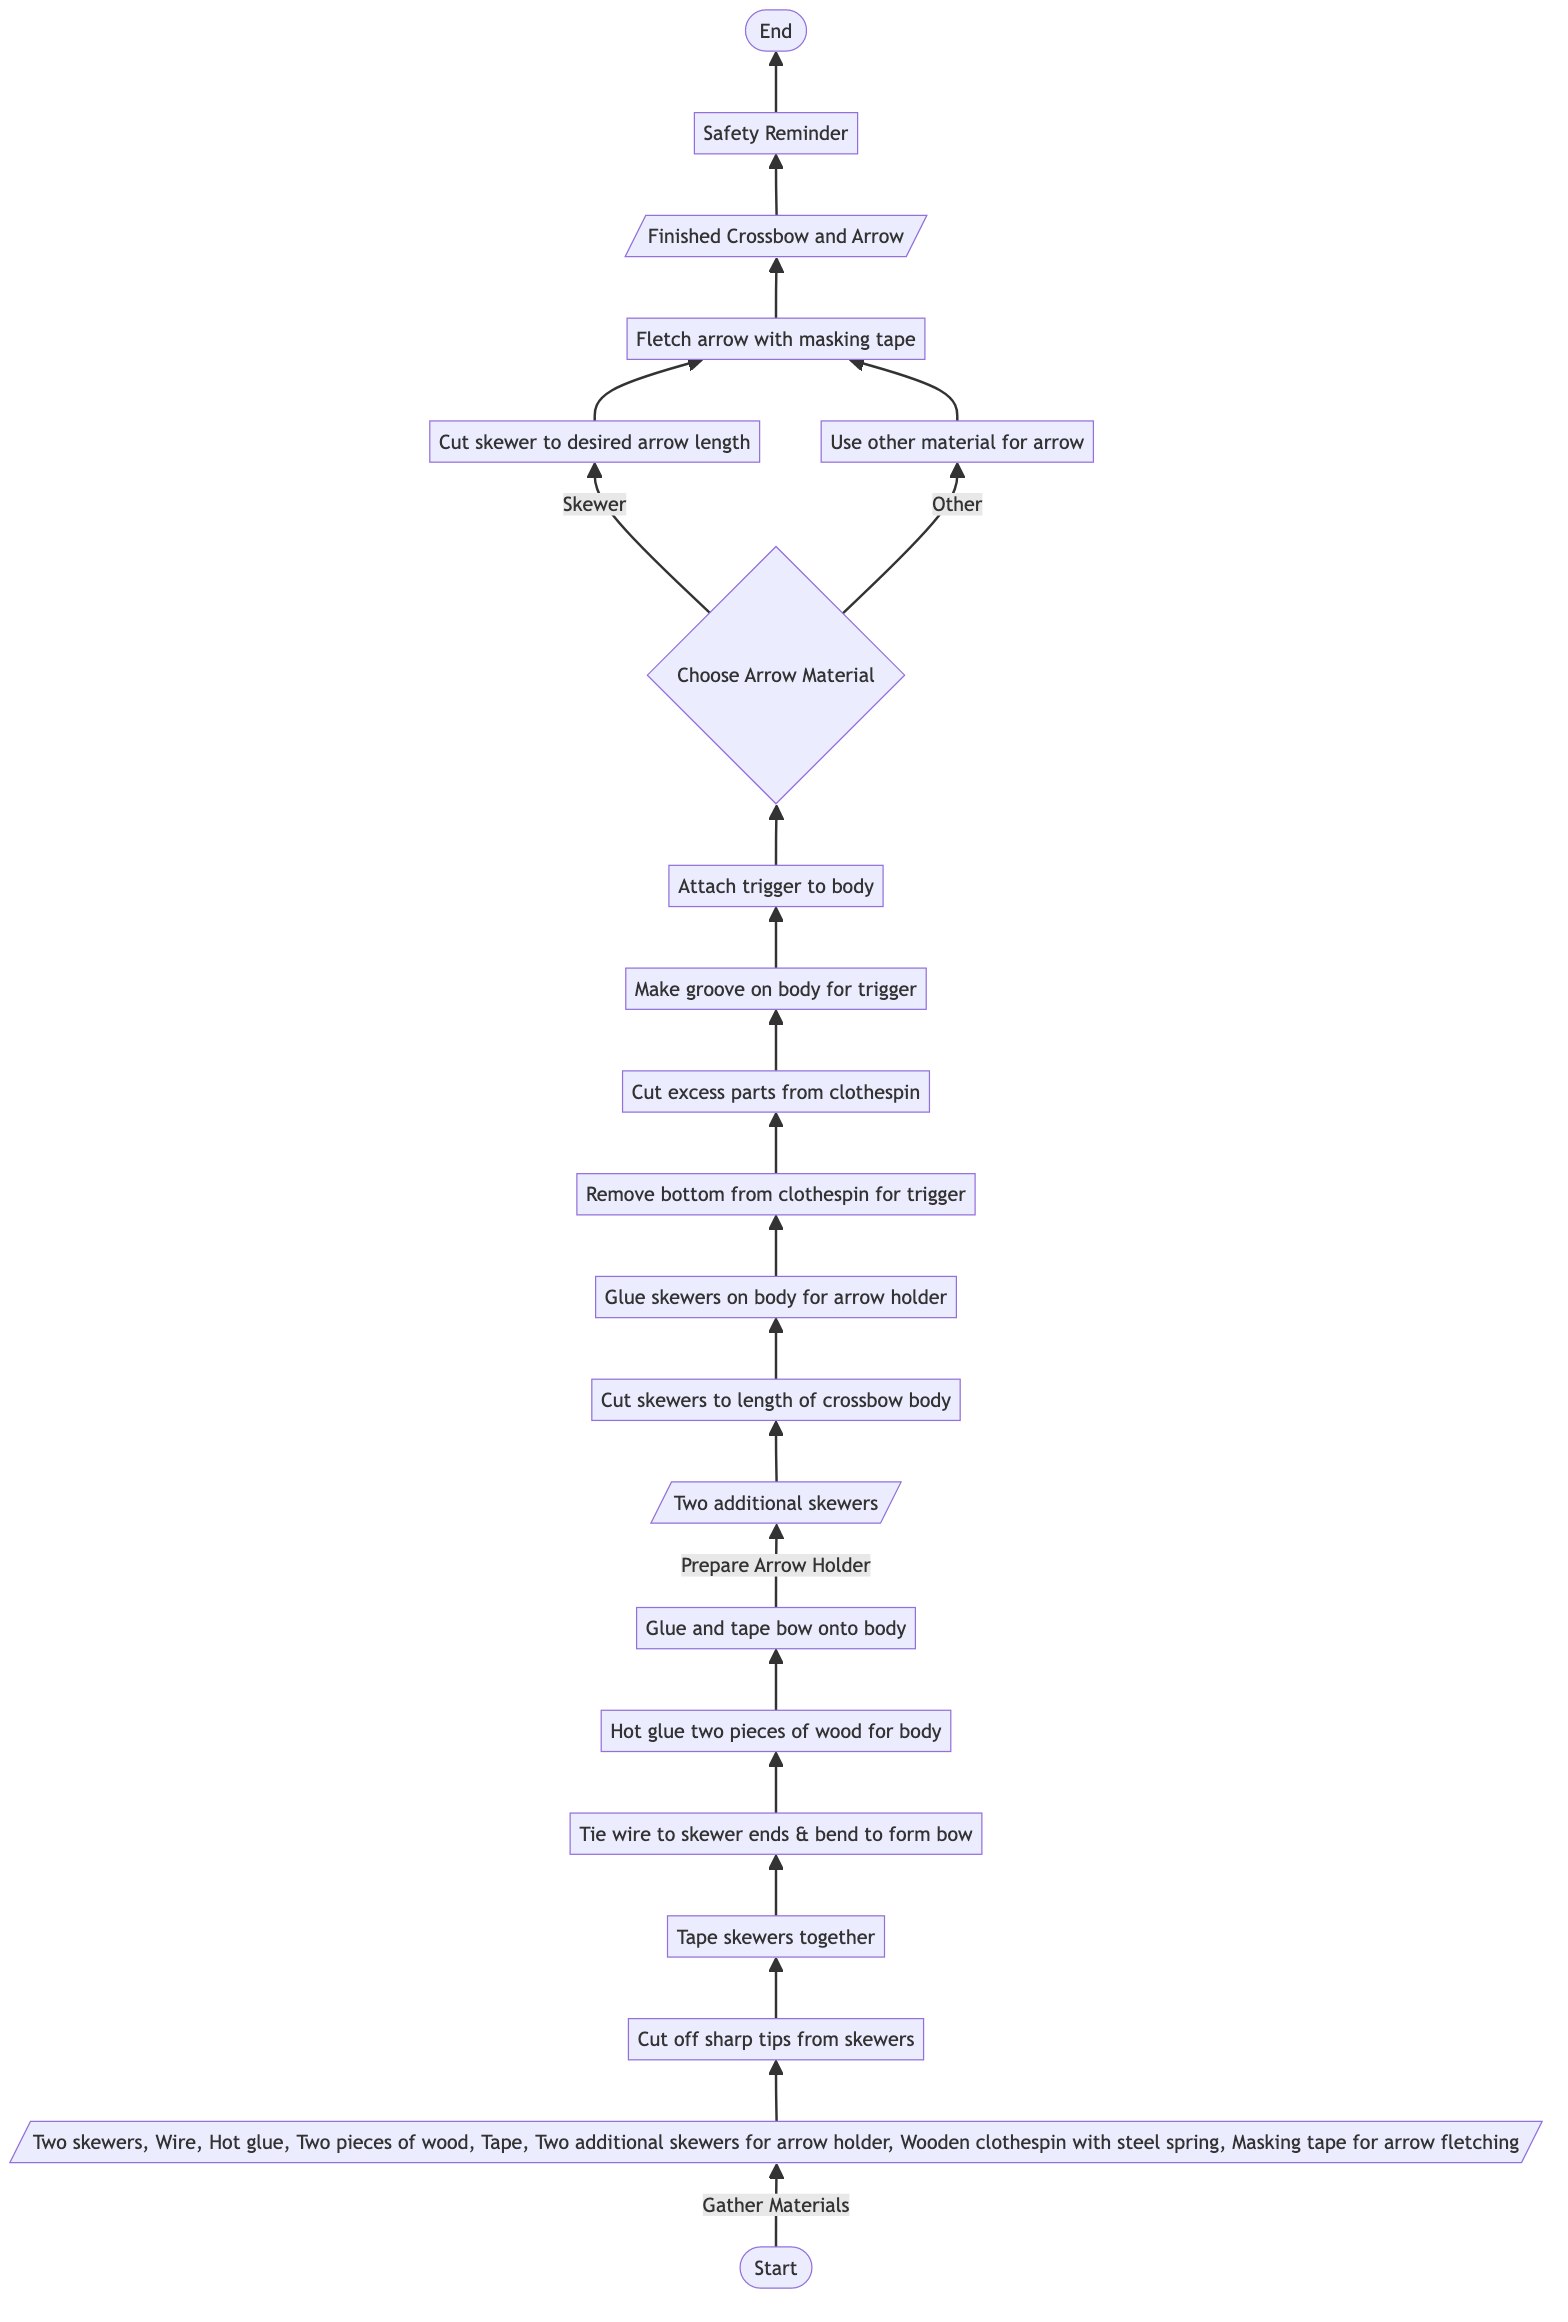 End
Safety Reminder
Finished Crossbow and Arrow
Fletch arrow with masking tape
Cut skewer to desired arrow length
Use other material for arrow
Skewer
Other
Choose Arrow Material
Attach trigger to body
Make groove on body for trigger
Cut excess parts from clothespin
Remove bottom from clothespin for trigger
Glue skewers on body for arrow holder
Cut skewers to length of crossbow body
Two additional skewers
Prepare Arrow Holder
Glue and tape bow onto body
Hot glue two pieces of wood for body
Tie wire to skewer ends & bend to form bow
Tape skewers together
Cut off sharp tips from skewers
Two skewers, Wire, Hot glue, Two pieces of wood, Tape, Two additional skewers for arrow holder, Wooden clothespin with steel spring, Masking tape for arrow fletching
Gather Materials
Start